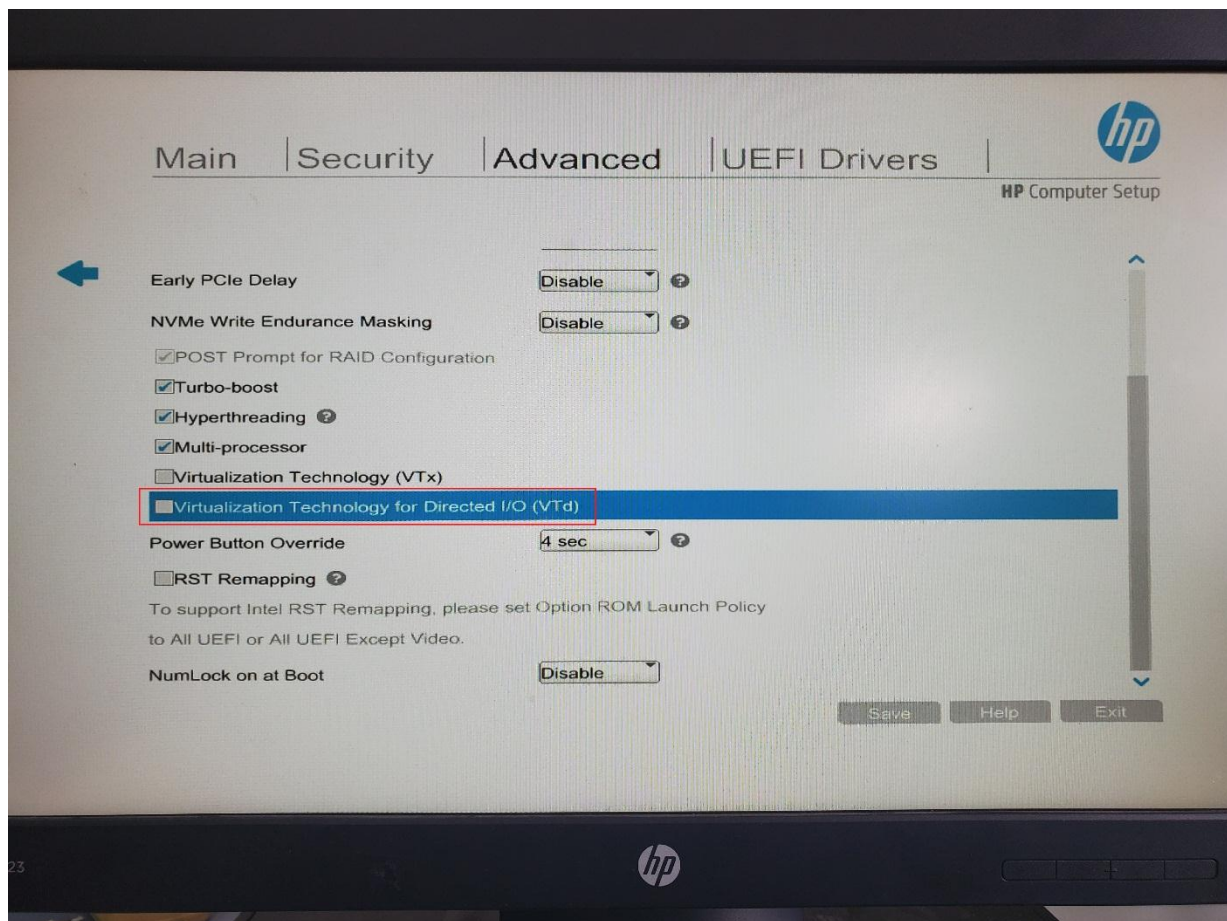 Main Security Advanced UEFI Drivers
hp
HP Computer Setup
Early PCIe Delay Disable ?
NVMe Write Endurance Masking Disable ?
POST Prompt for RAID Configuration
Turbo-boost
Hyperthreading ?
Multi-processor
Virtualization Technology (VTx)
Virtualization Technology for Directed I/O (VTd)
Power Button Override 4 sec ?
RST Remapping ?
To support Intel RST Remapping, please set Option ROM Launch Policy
to All UEFI or All UEFI Except Video.
NumLock on at Boot Disable
Save Help Exit
23
hp